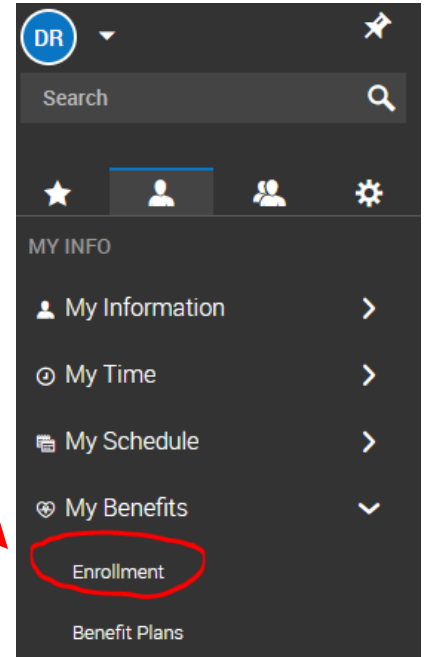 DR
Search
MY INFO
My Information
My Time
My Schedule
My Benefits
Enrollment
Benefit Plans